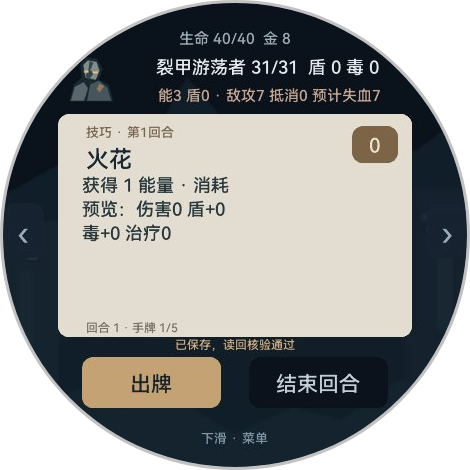 生命 40/40 金 8
裂甲游荡者 31/31 盾 0 毒 0
能3 盾0 · 敌攻7 抵消0 预计失血7
技巧 · 第1回合
0
火花
获得 1 能量 · 消耗
预览：伤害0 盾+0
毒+0 治疗0
‹ ›
回合 1 · 手牌 1/5
已保存，读回核验通过
出牌 结束回合
下滑 · 菜单